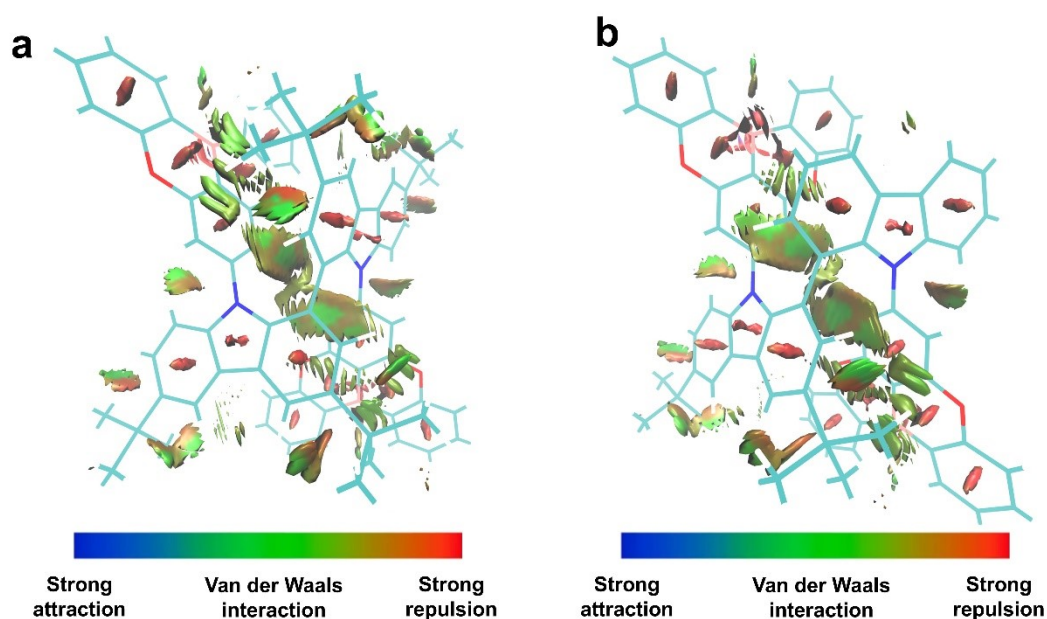 a
b
Strong attraction
Van der Waals interaction
Strong repulsion
Strong attraction
Van der Waals interaction
Strong repulsion